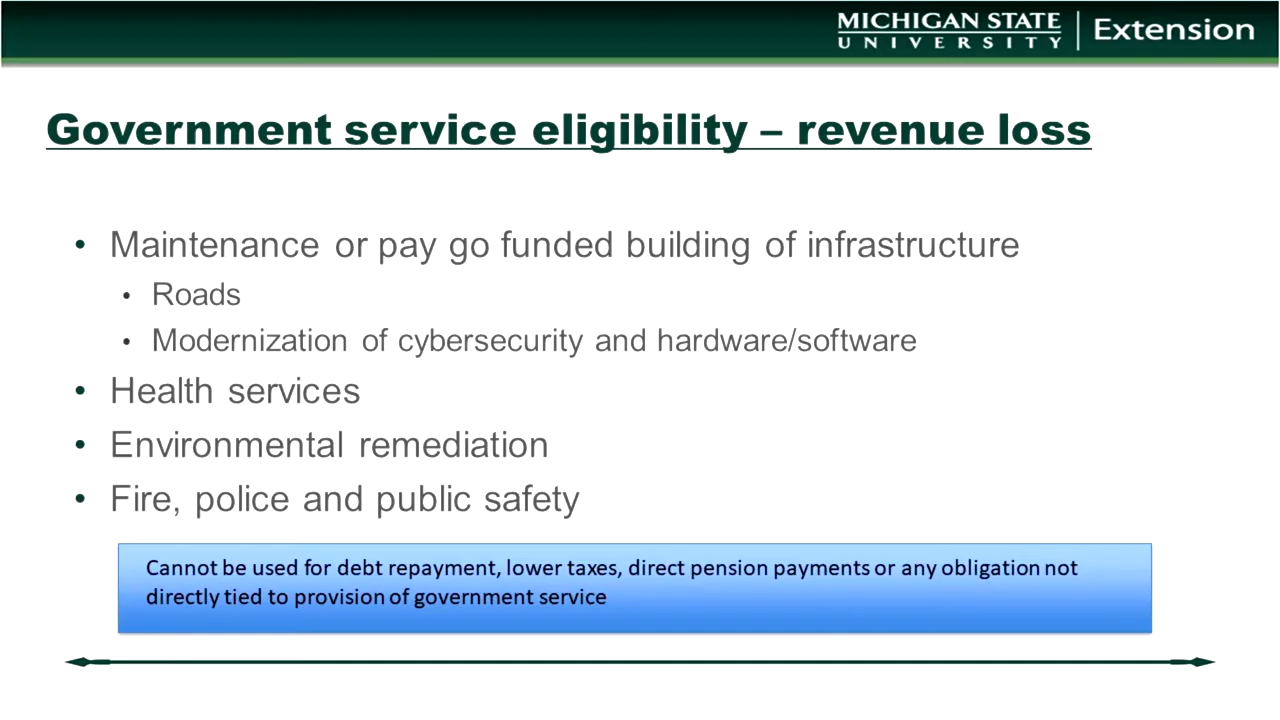 MICHIGAN STATE
UNIVERSITY
Extension
Government service eligibility – revenue loss
• Maintenance or pay go funded building of infrastructure
• Roads
• Modernization of cybersecurity and hardware/software
• Health services
• Environmental remediation
• Fire, police and public safety
Cannot be used for debt repayment, lower taxes, direct pension payments or any obligation not
directly tied to provision of government service